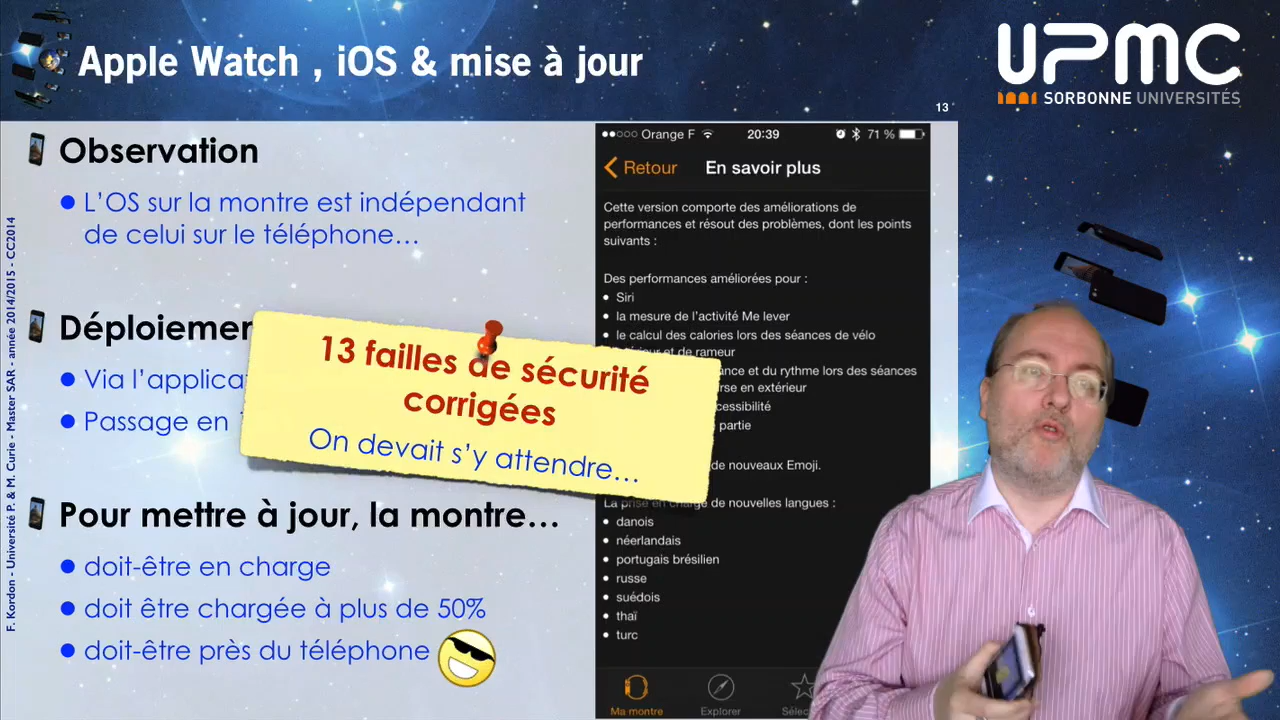 Apple Watch , iOS & mise à jour
UPMC
SORBONNE UNIVERSITÉS
13
F. Kordon - Université P. & M. Curie - Master SAR - année 2014/2015 - CC2014
Observation
L'OS sur la montre est indépendant
de celui sur le téléphone…
Déploiemen
Via l'applica
Passage en
13 failles de sécurité
corrigées
On devait s'y attendre…
Pour mettre à jour, la montre…
doit-être en charge
doit être chargée à plus de 50%
doit-être près du téléphone
Orange F
20:39
71 %
Retour
En savoir plus
Cette version comporte des améliorations de
performances et résout des problèmes, dont les points
suivants :
Des performances améliorées pour :
Siri
la mesure de l'activité Me lever
le calcul des calories lors des séances de vélo
et de rameur
et du rythme lors des séances
en extérieur
partie
de nouveaux Emoji.
La prise en charge de nouvelles langues :
danois
néerlandais
portugais brésilien
russe
suédois
thaï
turc
Ma montre
Explorer
Sélec